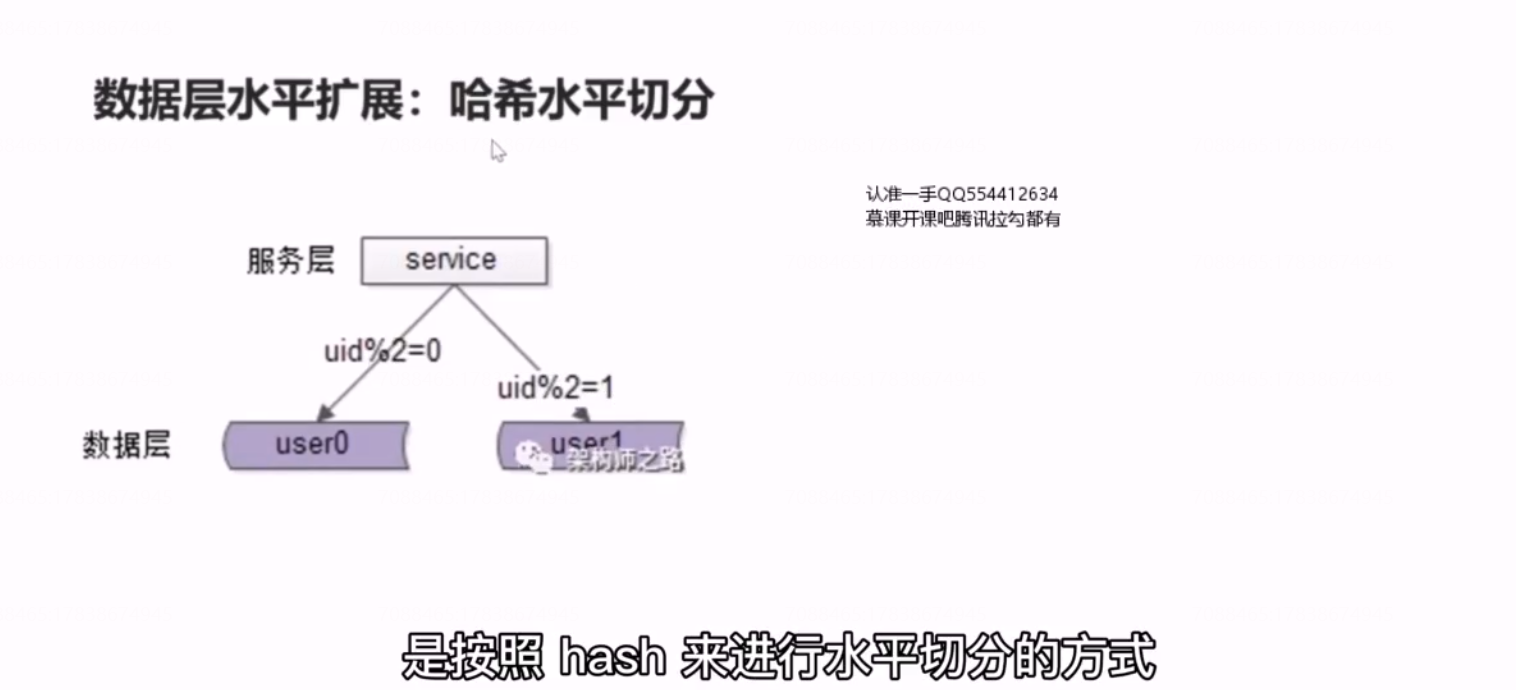 数据层水平扩展：哈希水平切分
认准一手QQ554412634
慕课开课吧腾讯拉勾都有
服务层
service
uid%2=0
uid%2=1
数据层
user0
user1
架构师之路
是按照 hash 来进行水平切分的方式